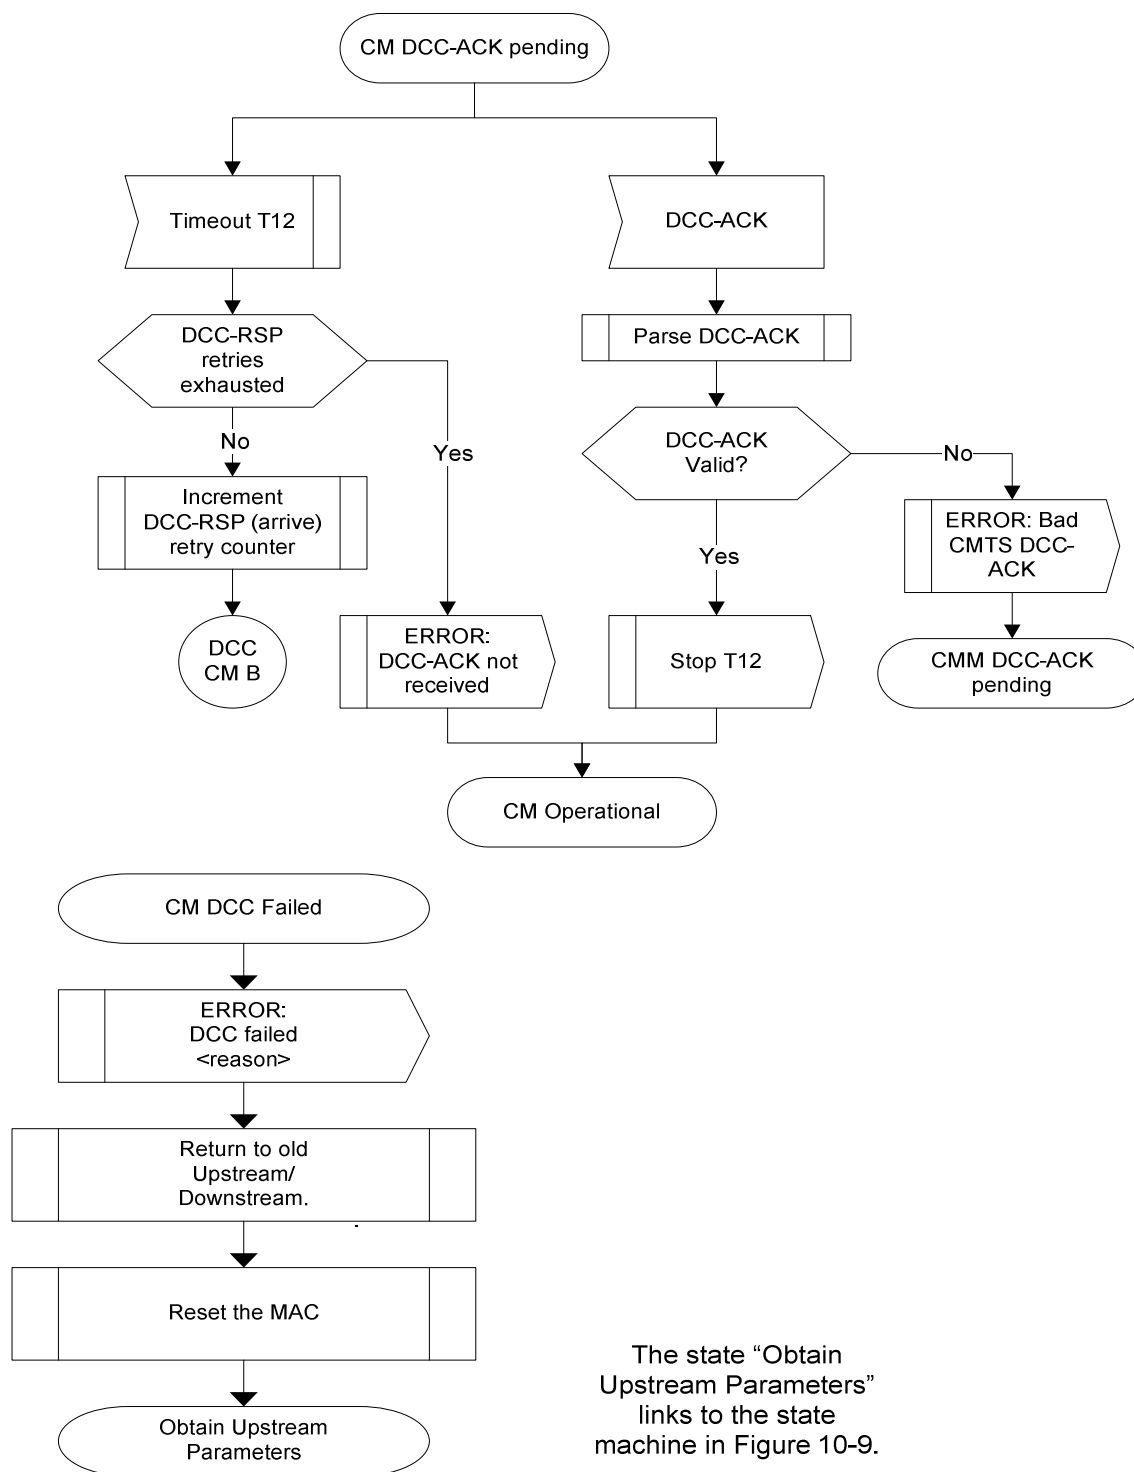 CM DCC-ACK pending
Timeout T12
DCC-ACK
DCC-RSP
retries
exhausted
Parse DCC-ACK
No
Yes
DCC-ACK
Valid?
No
Increment
DCC-RSP (arrive)
retry counter
Yes
ERROR: Bad
CMTS DCC-
ACK
DCC
CM B
ERROR:
DCC-ACK not
received
Stop T12
CMM DCC-ACK
pending
CM Operational
CM DCC Failed
ERROR:
DCC failed
<reason>
Return to old
Upstream/
Downstream.
Reset the MAC
Obtain Upstream
Parameters
The state “Obtain
Upstream Parameters”
links to the state
machine in Figure 10-9.